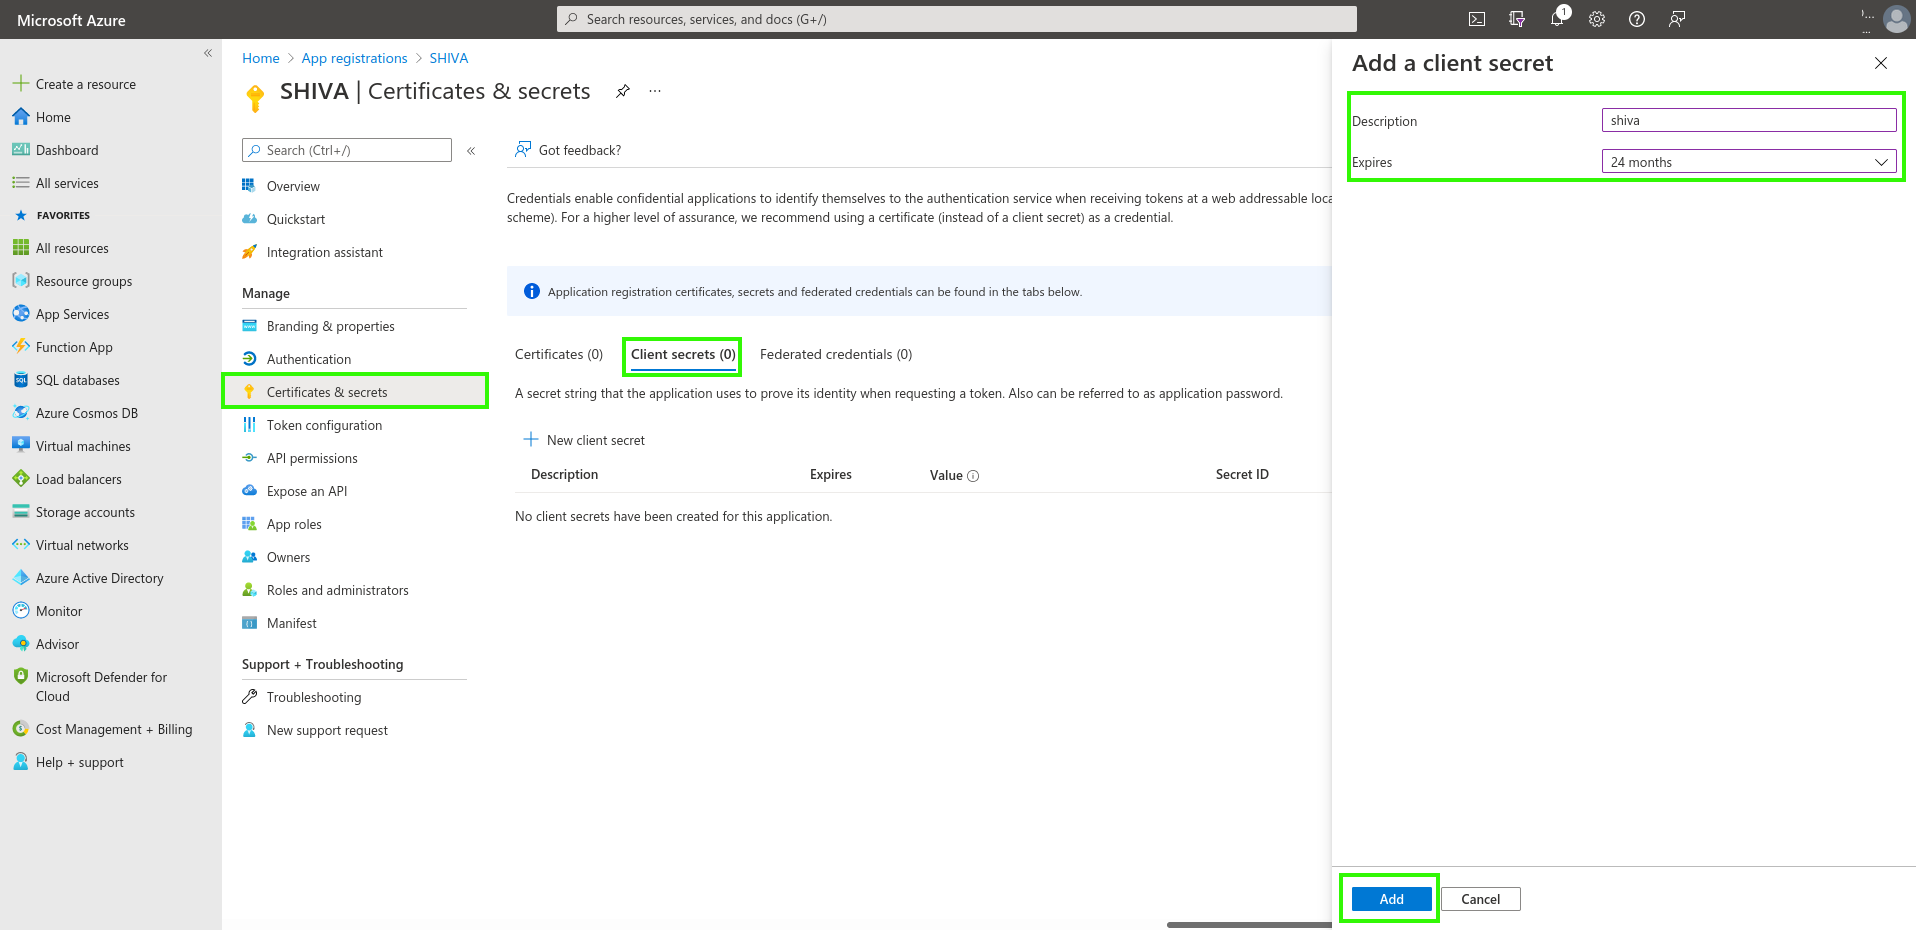 Microsoft Azure
Search resources, services, and docs (G+/)
1
Create a resource
Home
Dashboard
All services
FAVORITES
All resources
Resource groups
App Services
Function App
SQL databases
Azure Cosmos DB
Virtual machines
Load balancers
Storage accounts
Virtual networks
Azure Active Directory
Monitor
Advisor
Microsoft Defender for
Cloud
Cost Management + Billing
Help + support
Home > App registrations > SHIVA
SHIVA | Certificates & secrets
Search (Ctrl+/)
Overview
Quickstart
Integration assistant
Manage
Branding & properties
Authentication
Certificates & secrets
Token configuration
API permissions
Expose an API
App roles
Owners
Roles and administrators
Manifest
Support + Troubleshooting
Troubleshooting
New support request
Got feedback?
Credentials enable confidential applications to identify themselves to the authentication service when receiving tokens at a web addressable loca
scheme). For a higher level of assurance, we recommend using a certificate (instead of a client secret) as a credential.
Application registration certificates, secrets and federated credentials can be found in the tabs below.
Certificates (0) Client secrets (0) Federated credentials (0)
A secret string that the application uses to prove its identity when requesting a token. Also can be referred to as application password.
New client secret
Description Expires Value Secret ID
No client secrets have been created for this application.
Add a client secret
Description shiva
Expires 24 months
Add Cancel